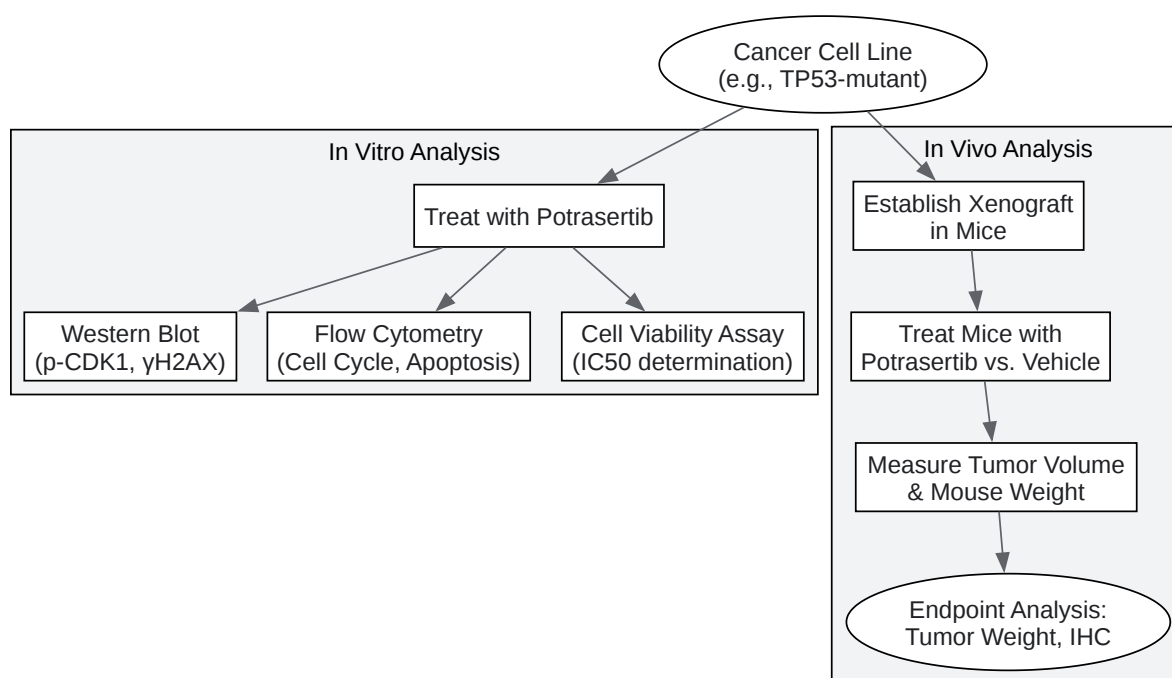 Cancer Cell Line
(e.g., TP53-mutant)
In Vitro Analysis
Treat with Potrasertib
Western Blot
(p-CDK1, γH2AX)
Flow Cytometry
(Cell Cycle, Apoptosis)
Cell Viability Assay
(IC50 determination)
In Vivo Analysis
Establish Xenograft
in Mice
Treat Mice with
Potrasertib vs. Vehicle
Measure Tumor Volume
& Mouse Weight
Endpoint Analysis:
Tumor Weight, IHC